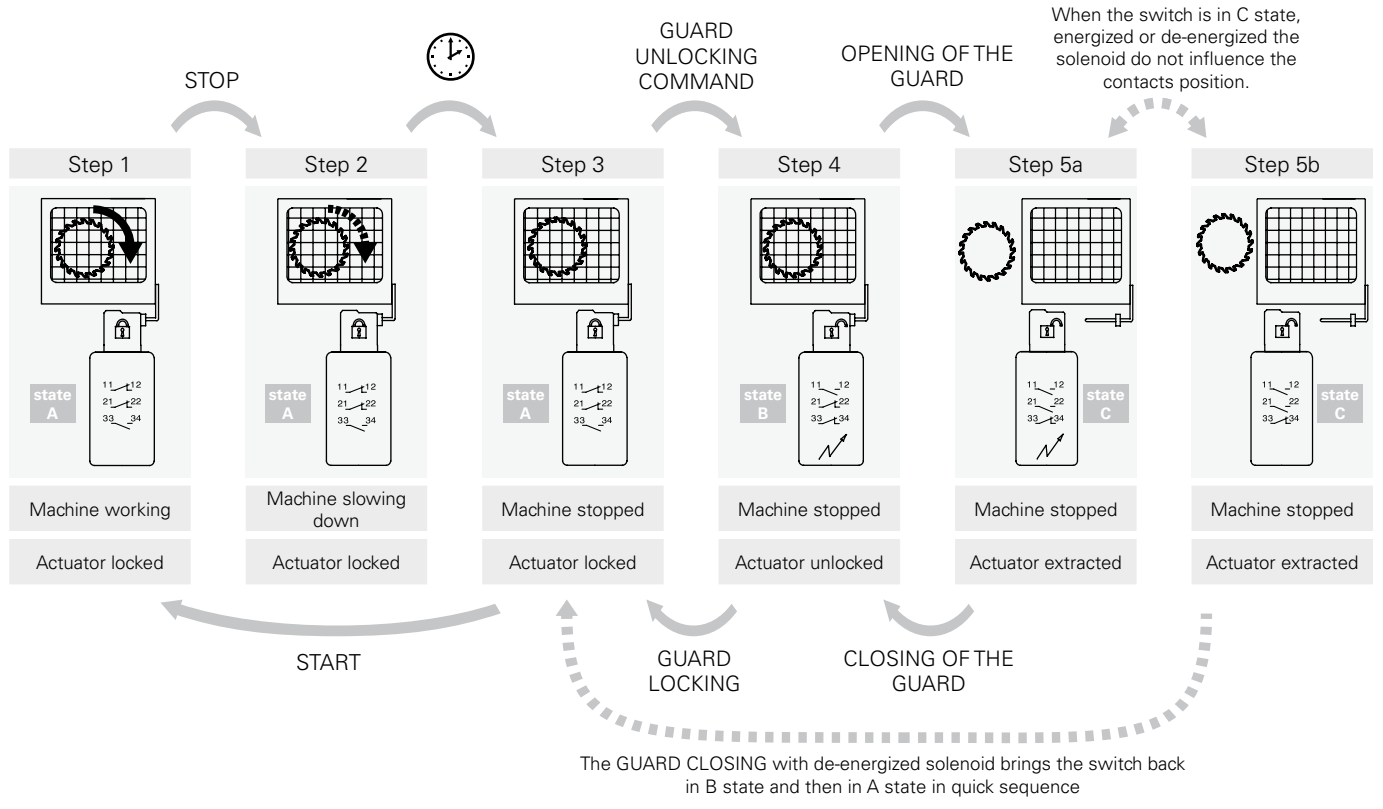 When the switch is in C state,
energized or de-energized the
solenoid do not influence the
contacts position.
STOP
GUARD
UNLOCKING
COMMAND
OPENING OF THE
GUARD
Step 1
Step 2
Step 3
Step 4
Step 5a
Step 5b
state
A
11 12
21 22
33 34
state
A
11 12
21 22
33 34
state
A
11 12
21 22
33 34
state
B
11 12
21 22
33 34
11 12
21 22
33 34
state
C
11 12
21 22
33 34
state
C
Machine working
Machine slowing
down
Machine stopped
Machine stopped
Machine stopped
Machine stopped
Actuator locked
Actuator locked
Actuator locked
Actuator unlocked
Actuator extracted
Actuator extracted
START
GUARD
LOCKING
CLOSING OF THE
GUARD
The GUARD CLOSING with de-energized solenoid brings the switch back
in B state and then in A state in quick sequence